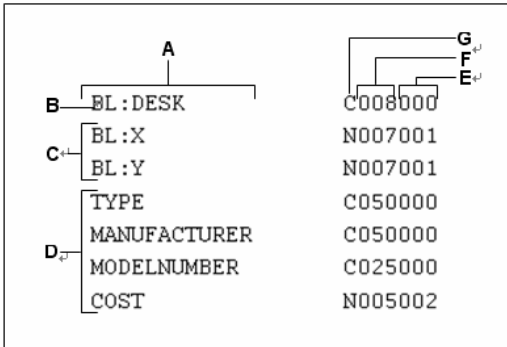 A
G
F
E
B BL:DESK C008000
C BL:X N007001
BL:Y N007001
TYPE C050000
MANUFACTURER C050000
D MODELNUMBER C025000
COST N005002